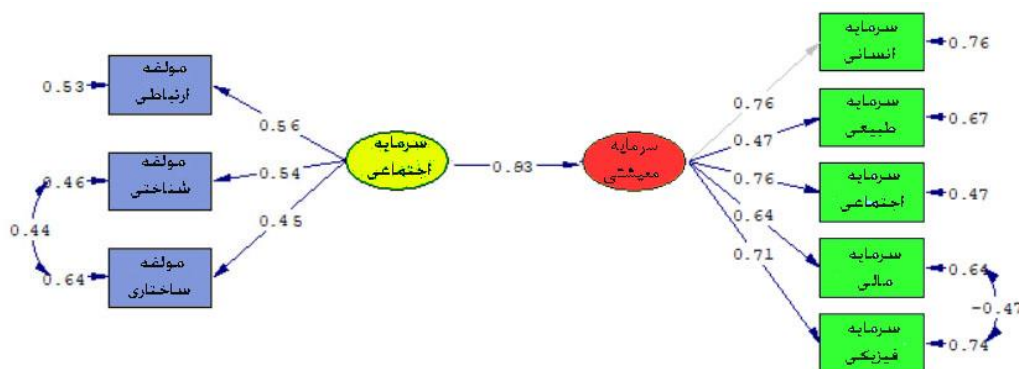 سرمایه
انسانی
0.76
مولفه
ارتباطی
0.53
0.76
سرمایه
طبیعی
0.67
0.56
0.47
مولفه
شناختی
0.46
0.54
سرمایه
اجتماعی
0.83
سرمایه
معیشتی
0.76
سرمایه
اجتماعی
0.47
0.44
0.45
0.64
سرمایه
مالی
0.64
مولفه
ساختاری
0.64
0.71
-0.47
سرمایه
فیزیکی
0.74